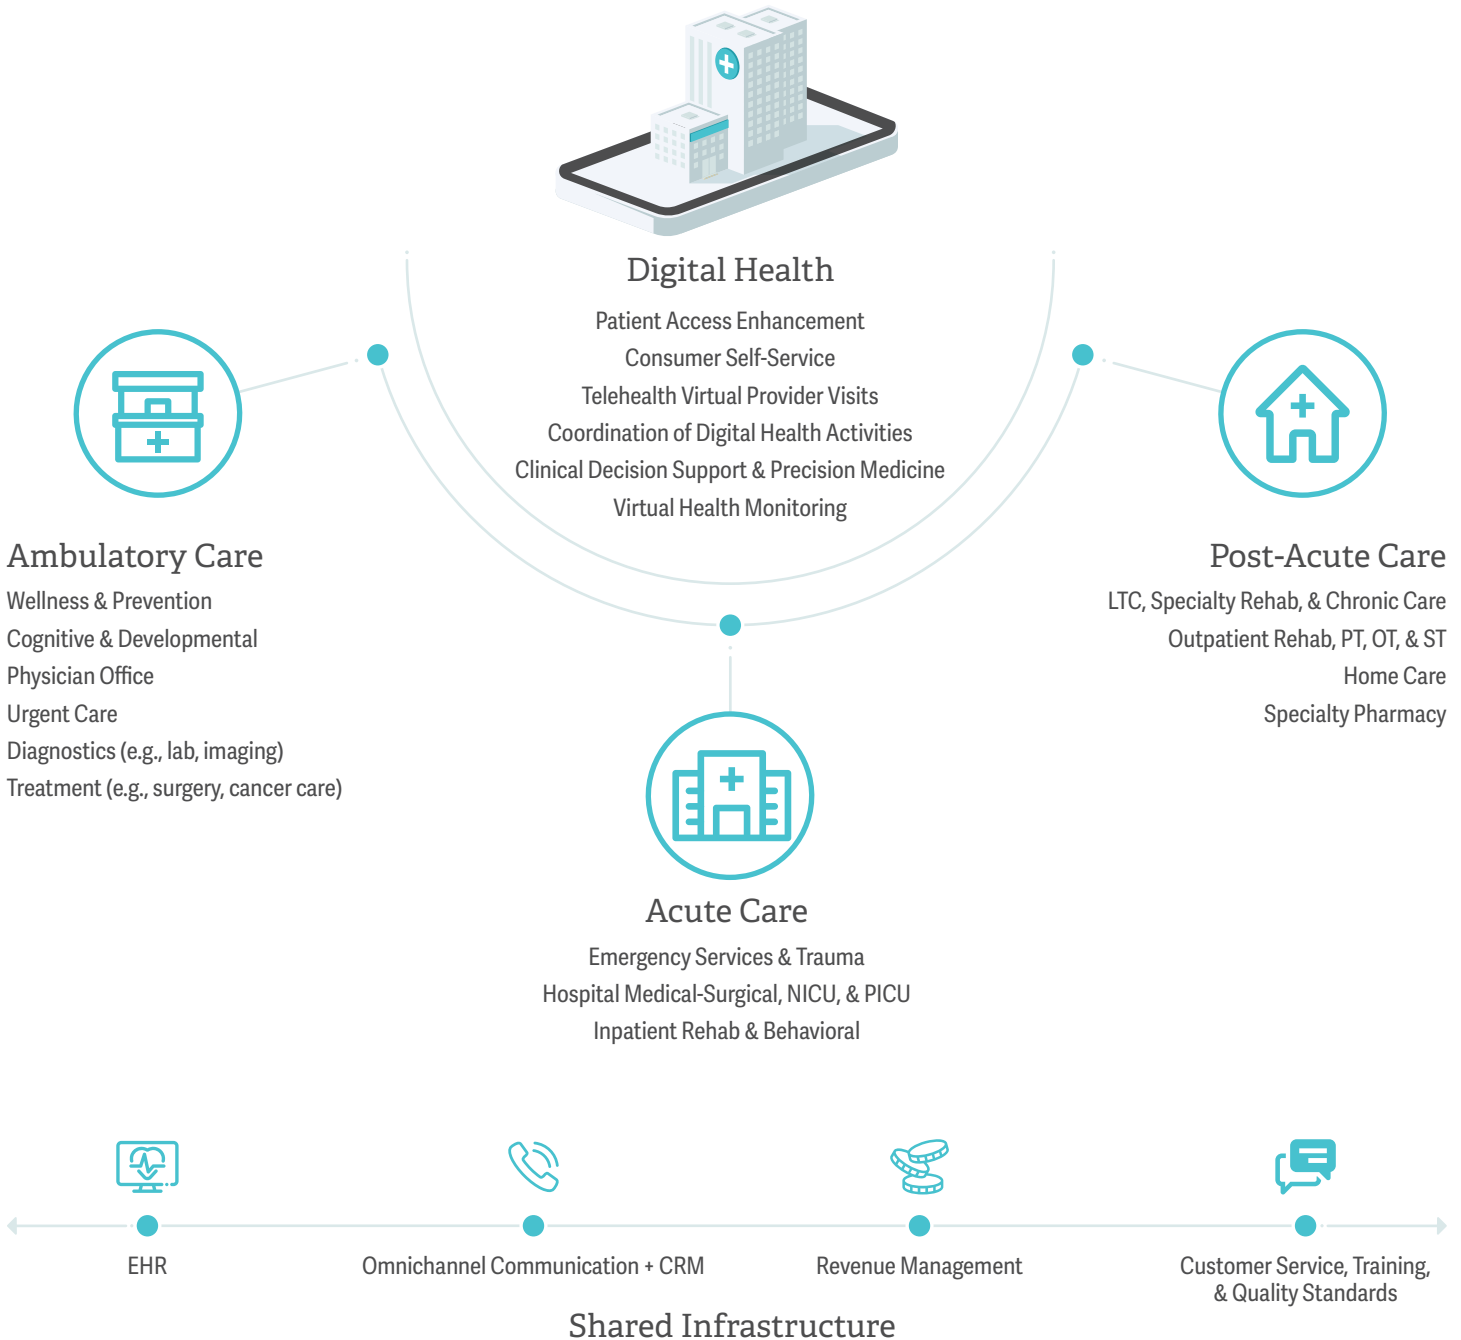 Digital Health
Patient Access Enhancement
Consumer Self-Service
Telehealth Virtual Provider Visits
Coordination of Digital Health Activities
Clinical Decision Support & Precision Medicine
Virtual Health Monitoring
Ambulatory Care
Wellness & Prevention
Cognitive & Developmental
Physician Office
Urgent Care
Diagnostics (e.g., lab, imaging)
Treatment (e.g., surgery, cancer care)
Post-Acute Care
LTC, Specialty Rehab, & Chronic Care
Outpatient Rehab, PT, OT, & ST
Home Care
Specialty Pharmacy
Acute Care
Emergency Services & Trauma
Hospital Medical-Surgical, NICU, & PICU
Inpatient Rehab & Behavioral
EHR
Omnichannel Communication + CRM
Revenue Management
Customer Service, Training,
& Quality Standards
Shared Infrastructure